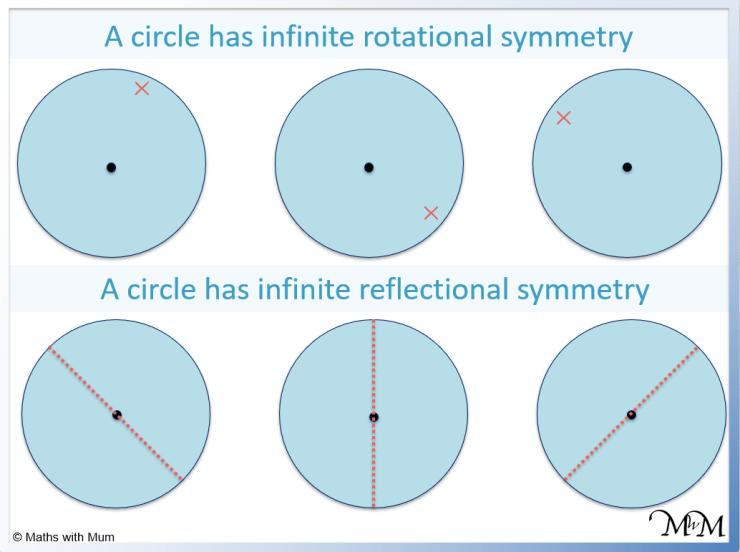 A circle has infinite rotational symmetry
A circle has infinite reflectional symmetry
MwM
© Maths with Mum